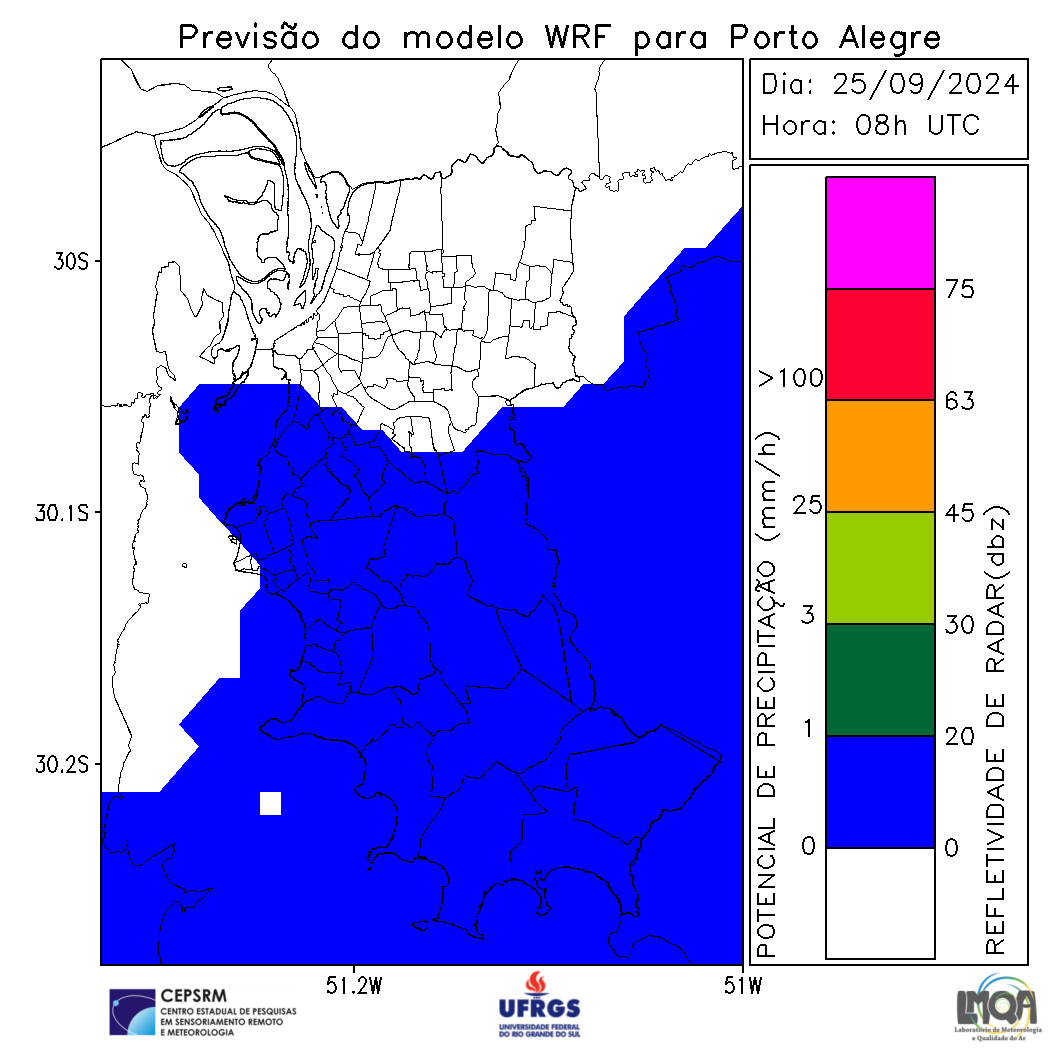 Previsão do modelo WRF para Porto Alegre
Dia: 25/09/2024
Hora: 08h UTC
30S
30.1S
30.2S
51.2W
51W
POTENCIAL DE PRECIPITAÇÃO (mm/h)
>100
25
3
1
0
75
63
45
30
20
0
REFLETIVIDADE DE RADAR(dbz)
CEPSRM
CENTRO ESTADUAL DE PESQUISAS
EM SENSORIAMENTO REMOTO
E METEOROLOGIA
UFRGS
UNIVERSIDADE FEDERAL
DO RIO GRANDE DO SUL
LMQA
Laboratório de Meteorologia
e Qualidade do Ar